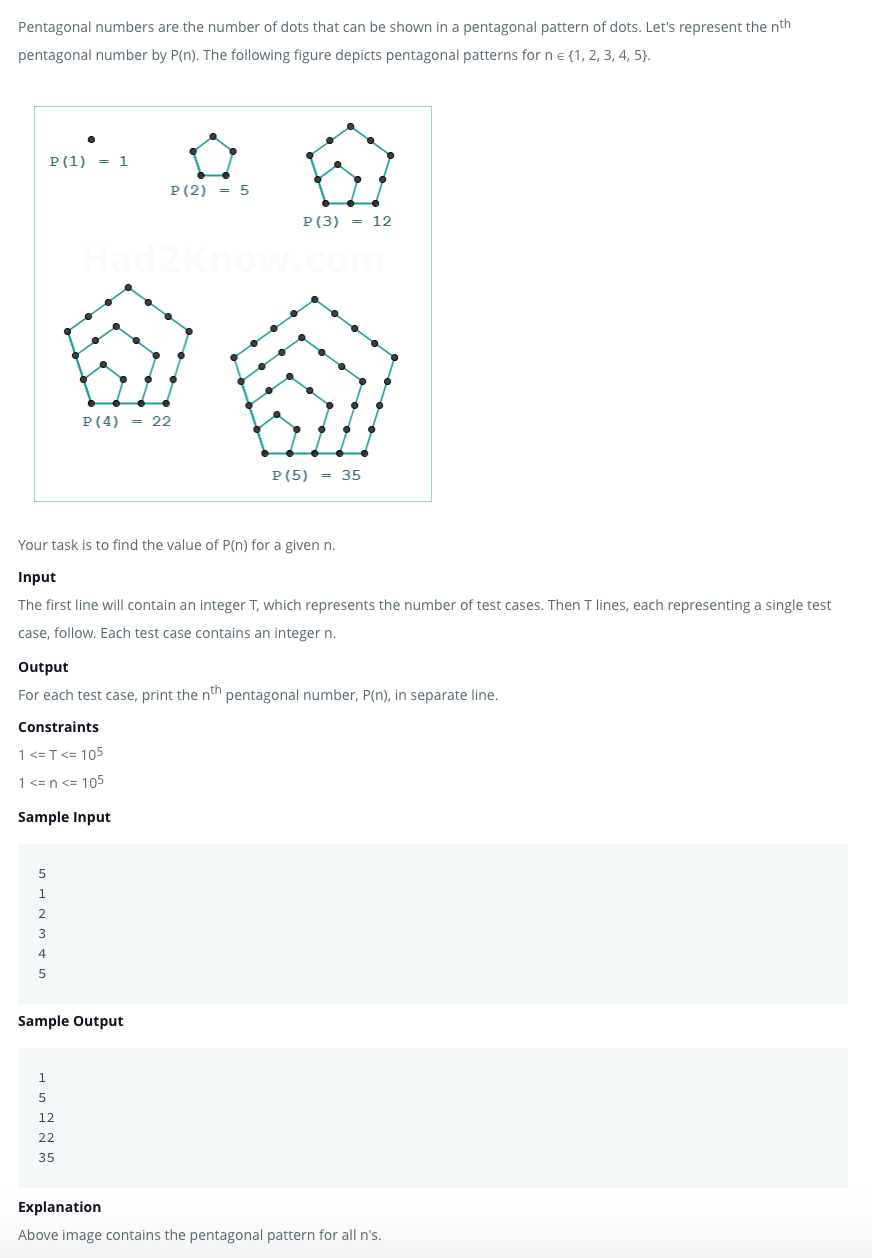 Pentagonal numbers are the number of dots that can be shown in a pentagonal pattern of dots. Let's represent the nth
pentagonal number by P(n). The following figure depicts pentagonal patterns for n ∈ {1, 2, 3, 4, 5}.
P(1) = 1
P(2) = 5
P(3) = 12
Had2Know.com
P(4) = 22
P(5) = 35
Your task is to find the value of P(n) for a given n.
Input
The first line will contain an integer T, which represents the number of test cases. Then T lines, each representing a single test
case, follow. Each test case contains an integer n.
Output
For each test case, print the nth pentagonal number, P(n), in separate line.
Constraints
1 <= T <= 105
1 <= n <= 105
Sample Input
5
1
2
3
4
5
Sample Output
1
5
12
22
35
Explanation
Above image contains the pentagonal pattern for all n's.